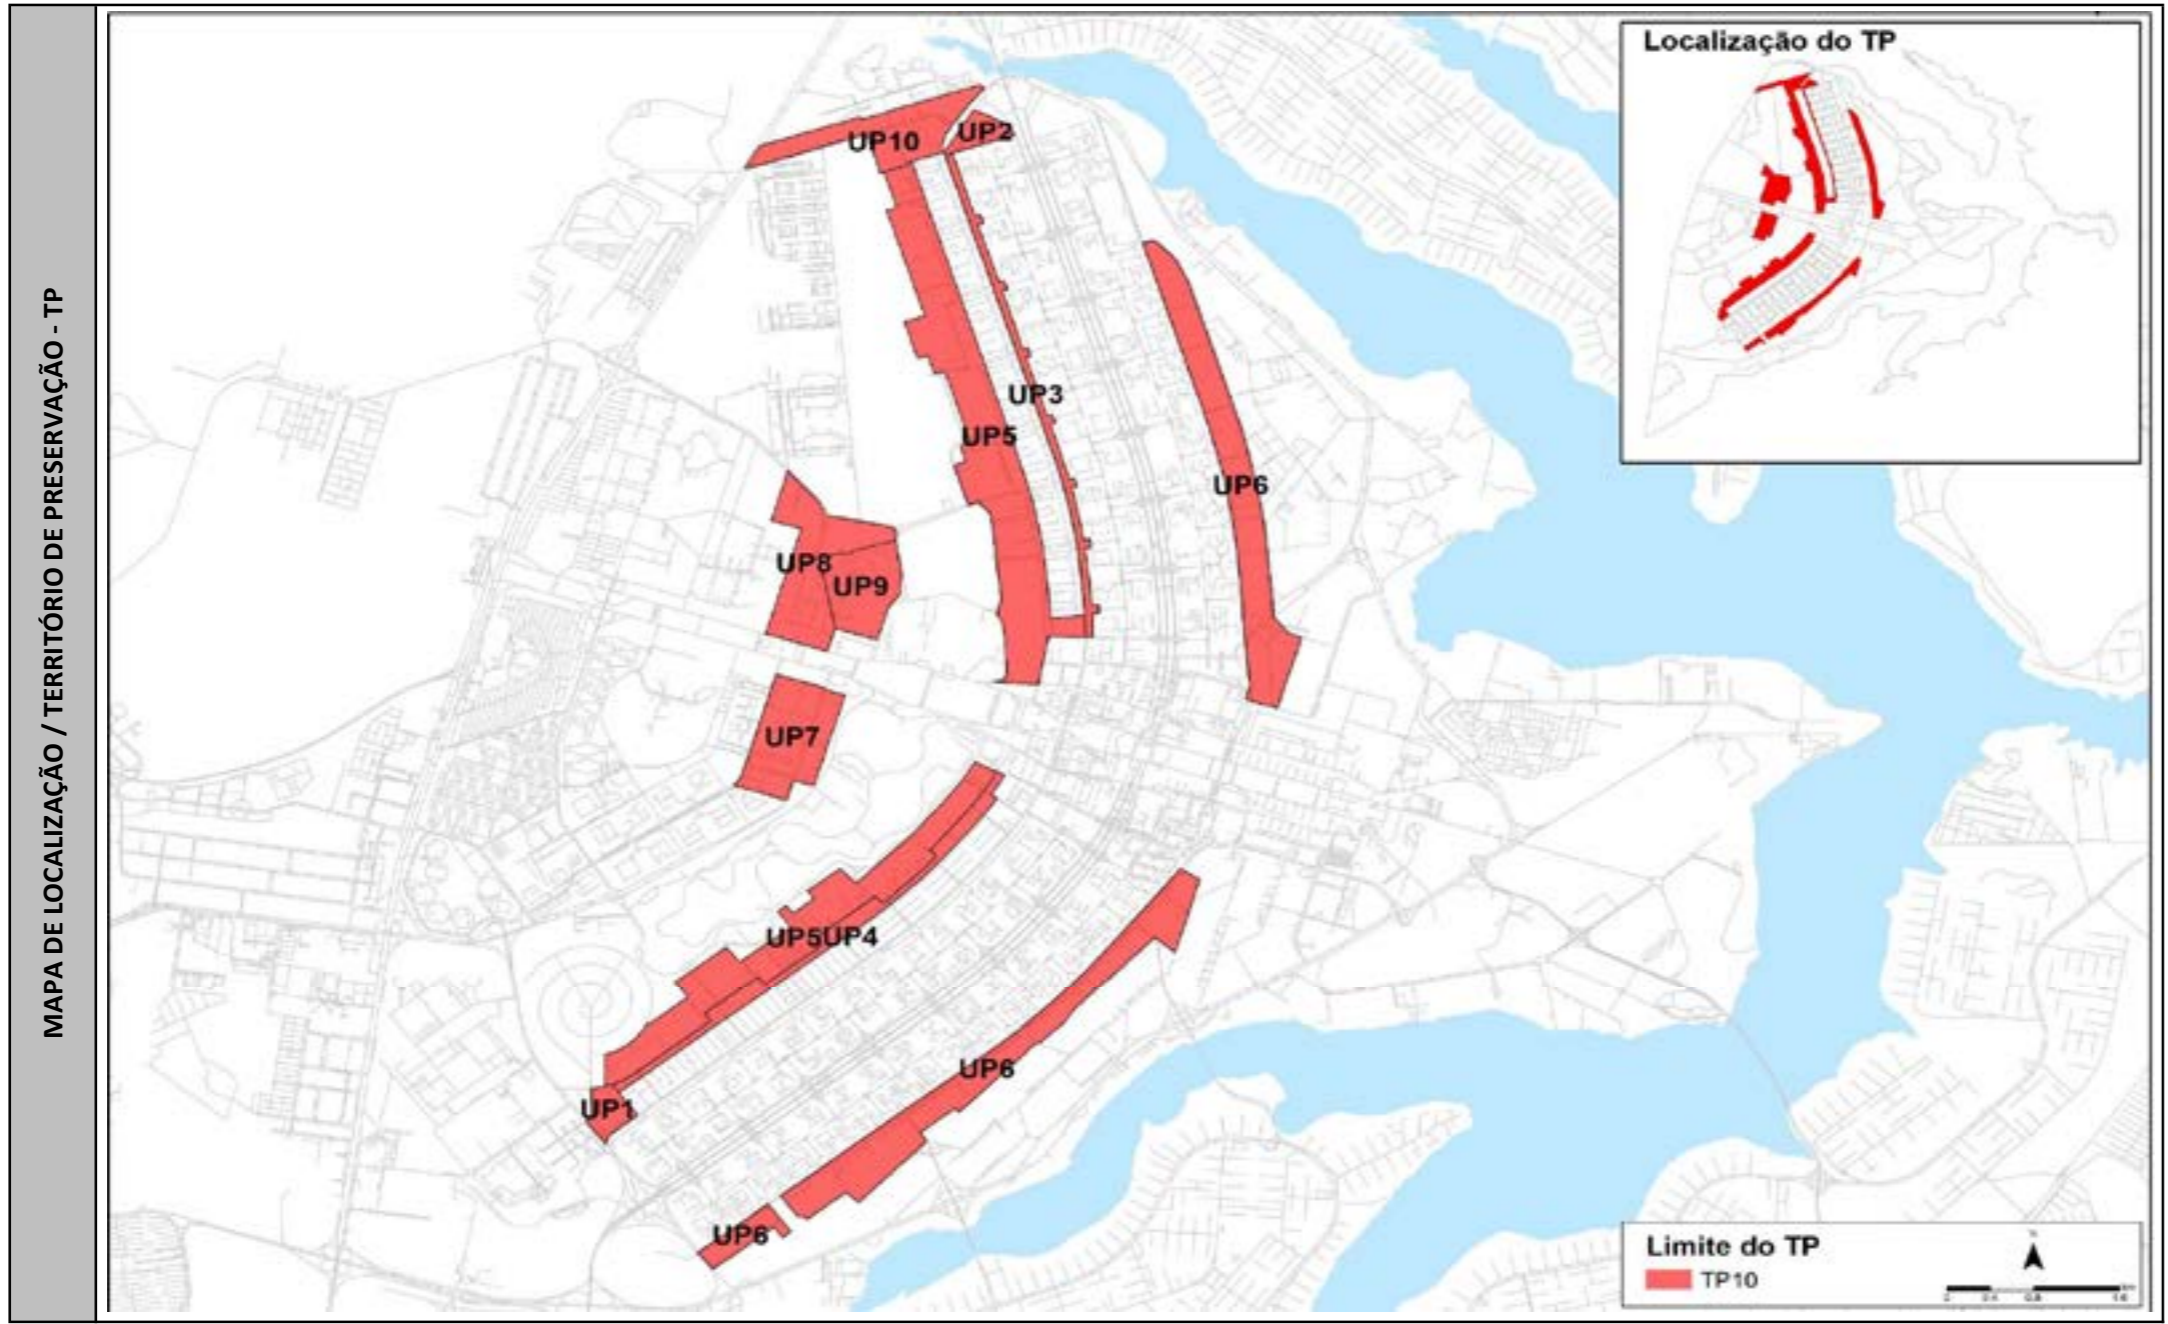 MAPA DE LOCALIZAÇÃO / TERRITÓRIO DE PRESERVAÇÃO - TP
Localização do TP
UP10
UP2
UP3
UP5
UP6
UP8
UP9
UP7
UP5UP4
UP6
UP1
UP6
Limite do TP
TP10